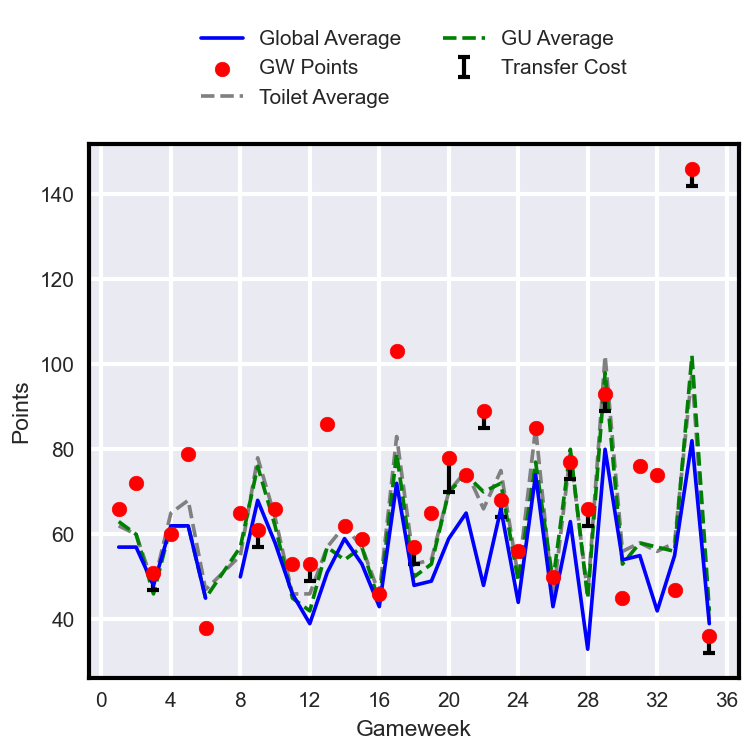 Global Average
GW Points
Toilet Average
GU Average
Transfer Cost
Points
140
120
100
80
60
40
0 4 8 12 16 20 24 28 32 36
Gameweek